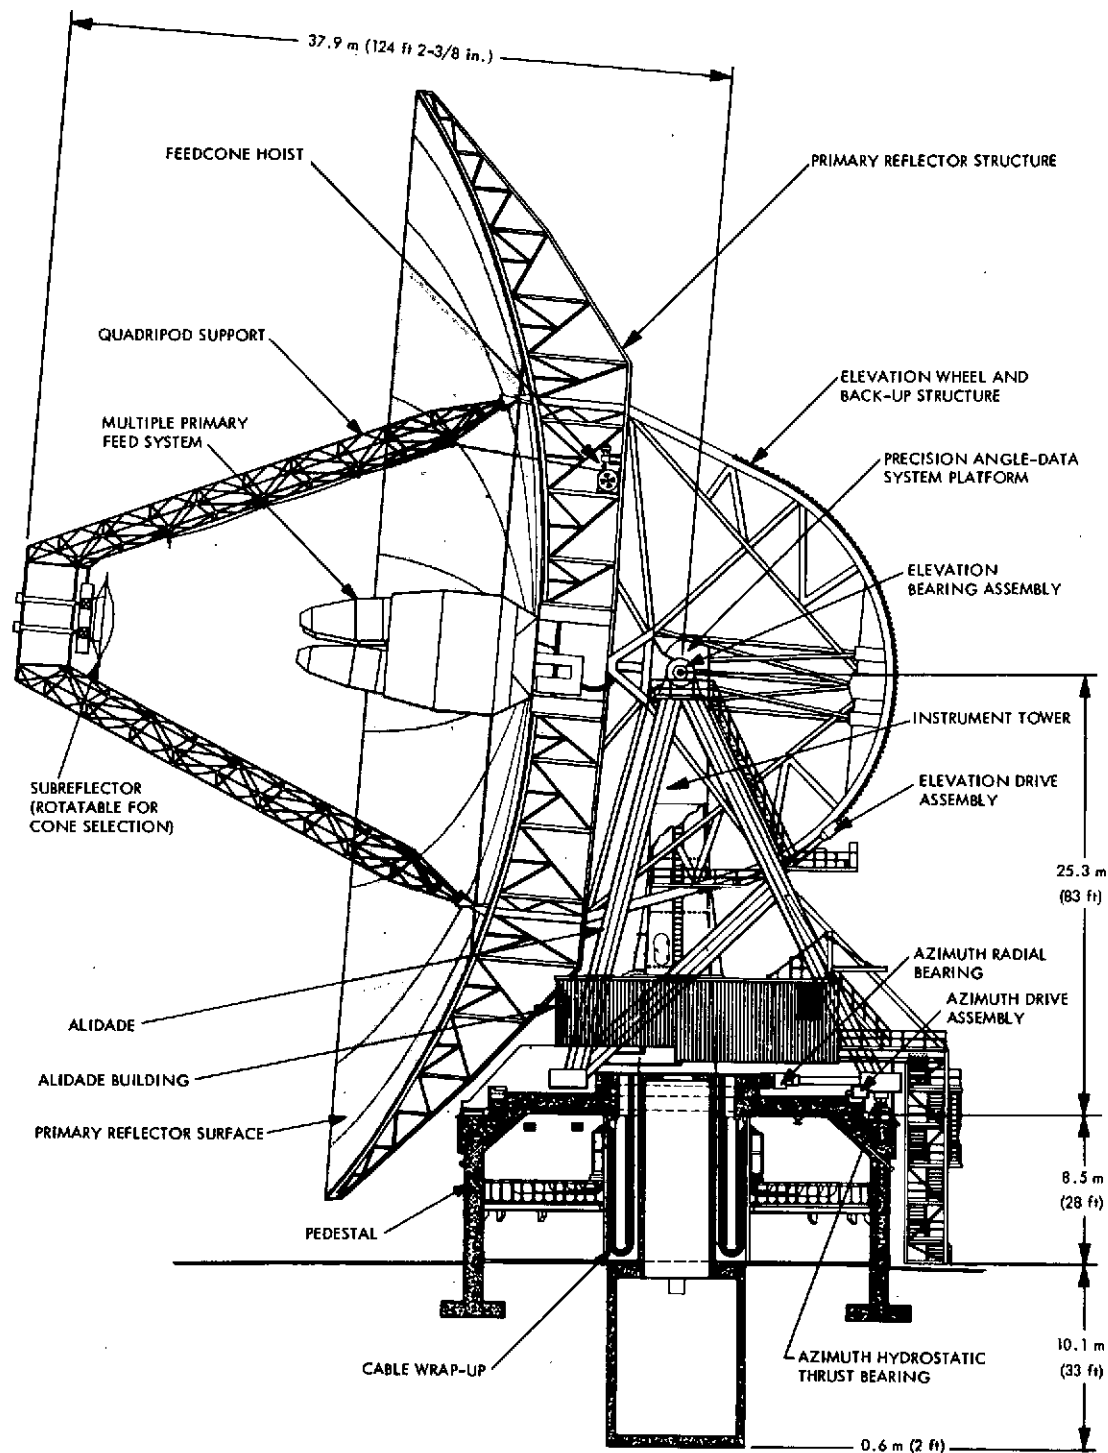 37.9 m (124 ft 2-3/8 in.)
FEEDCONE HOIST
PRIMARY REFLECTOR STRUCTURE
QUADRIPOD SUPPORT
ELEVATION WHEEL AND
BACK-UP STRUCTURE
MULTIPLE PRIMARY
FEED SYSTEM
PRECISION ANGLE-DATA
SYSTEM PLATFORM
ELEVATION
BEARING ASSEMBLY
INSTRUMENT TOWER
SUBREFLECTOR
(ROTATABLE FOR
CONE SELECTION)
ELEVATION DRIVE
ASSEMBLY
25.3 m
(83 ft)
AZIMUTH RADIAL
BEARING
AZIMUTH DRIVE
ASSEMBLY
ALIDADE
ALIDADE BUILDING
PRIMARY REFLECTOR SURFACE
8.5 m
(28 ft)
PEDESTAL
CABLE WRAP-UP
AZIMUTH HYDROSTATIC
THRUST BEARING
10.1 m
(33 ft)
0.6 m (2 ft)